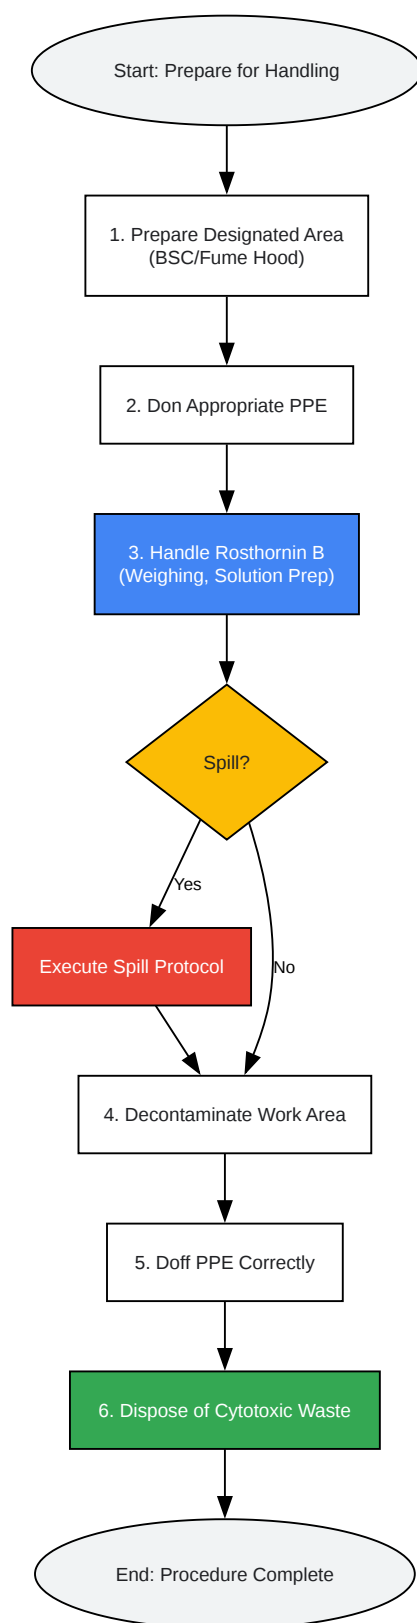 Start: Prepare for Handling
1. Prepare Designated Area
(BSC/Fume Hood)
2. Don Appropriate PPE
3. Handle Rosthornin B
(Weighing, Solution Prep)
Spill?
Yes
Execute Spill Protocol
No
4. Decontaminate Work Area
5. Doff PPE Correctly
6. Dispose of Cytotoxic Waste
End: Procedure Complete